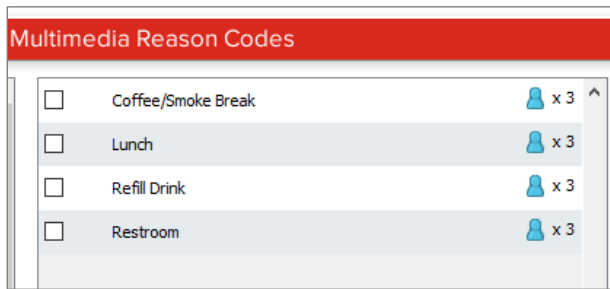 Multimedia Reason Codes
Coffee/Smoke Break x 3
Lunch x 3
Refill Drink x 3
Restroom x 3